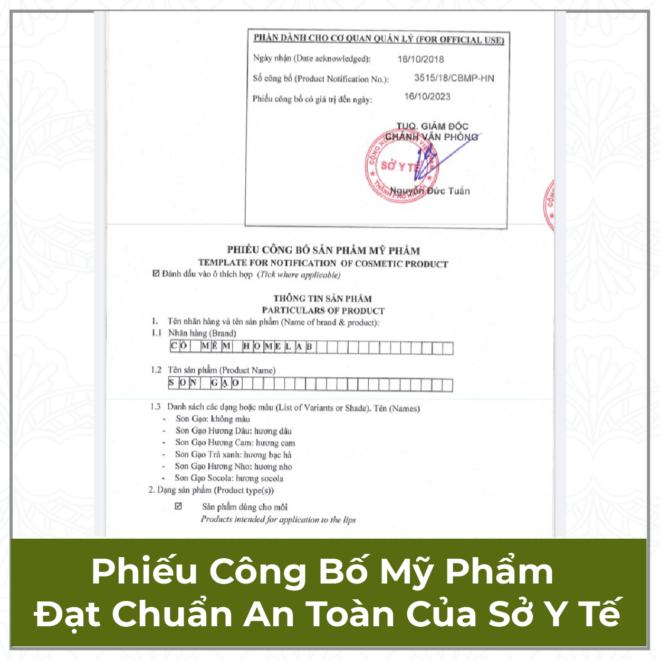 PHẦN DÀNH CHO CƠ QUAN QUẢN LÝ (FOR OFFICIAL USE)
Ngày nhận (Date acknowledged): 16/10/2018
Số công bố (Product Notification No.): 3515/18/CBMP-HN
Phiếu công bố có giá trị đến ngày: 16/10/2023
TUQ. GIÁM ĐỐC
CHÁNH VĂN PHÒNG
SỞ Y TẾ
Nguyễn Đức Tuấn
PHIẾU CÔNG BỐ SẢN PHẨM MỸ PHẨM
TEMPLATE FOR NOTIFICATION OF COSMETIC PRODUCT
☑ Đánh dấu vào ô thích hợp (Tick where applicable)
THÔNG TIN SẢN PHẨM
PARTICULARS OF PRODUCT
1. Tên nhãn hàng và tên sản phẩm (Name of brand & product):
1.1 Nhãn hàng (Brand)
CỎ MỀM HOMELAB
1.2 Tên sản phẩm (Product Name)
SON GẠO
1.3 Danh sách các dạng hoặc màu (List of Variants or Shade). Tên (Names)
- Son Gạo: không màu
- Son Gạo Hương Dâu: hương dâu
- Son Gạo Hương Cam: hương cam
- Son Gạo Trà xanh: hương bạc hà
- Son Gạo Hương Nho: hương nho
- Son Gạo Socola: hương socola
2. Dạng sản phẩm (Product type(s))
☑ Sản phẩm dùng cho môi
Products intended for application to the lips
Phiếu Công Bố Mỹ Phẩm
Đạt Chuẩn An Toàn Của Sở Y Tế